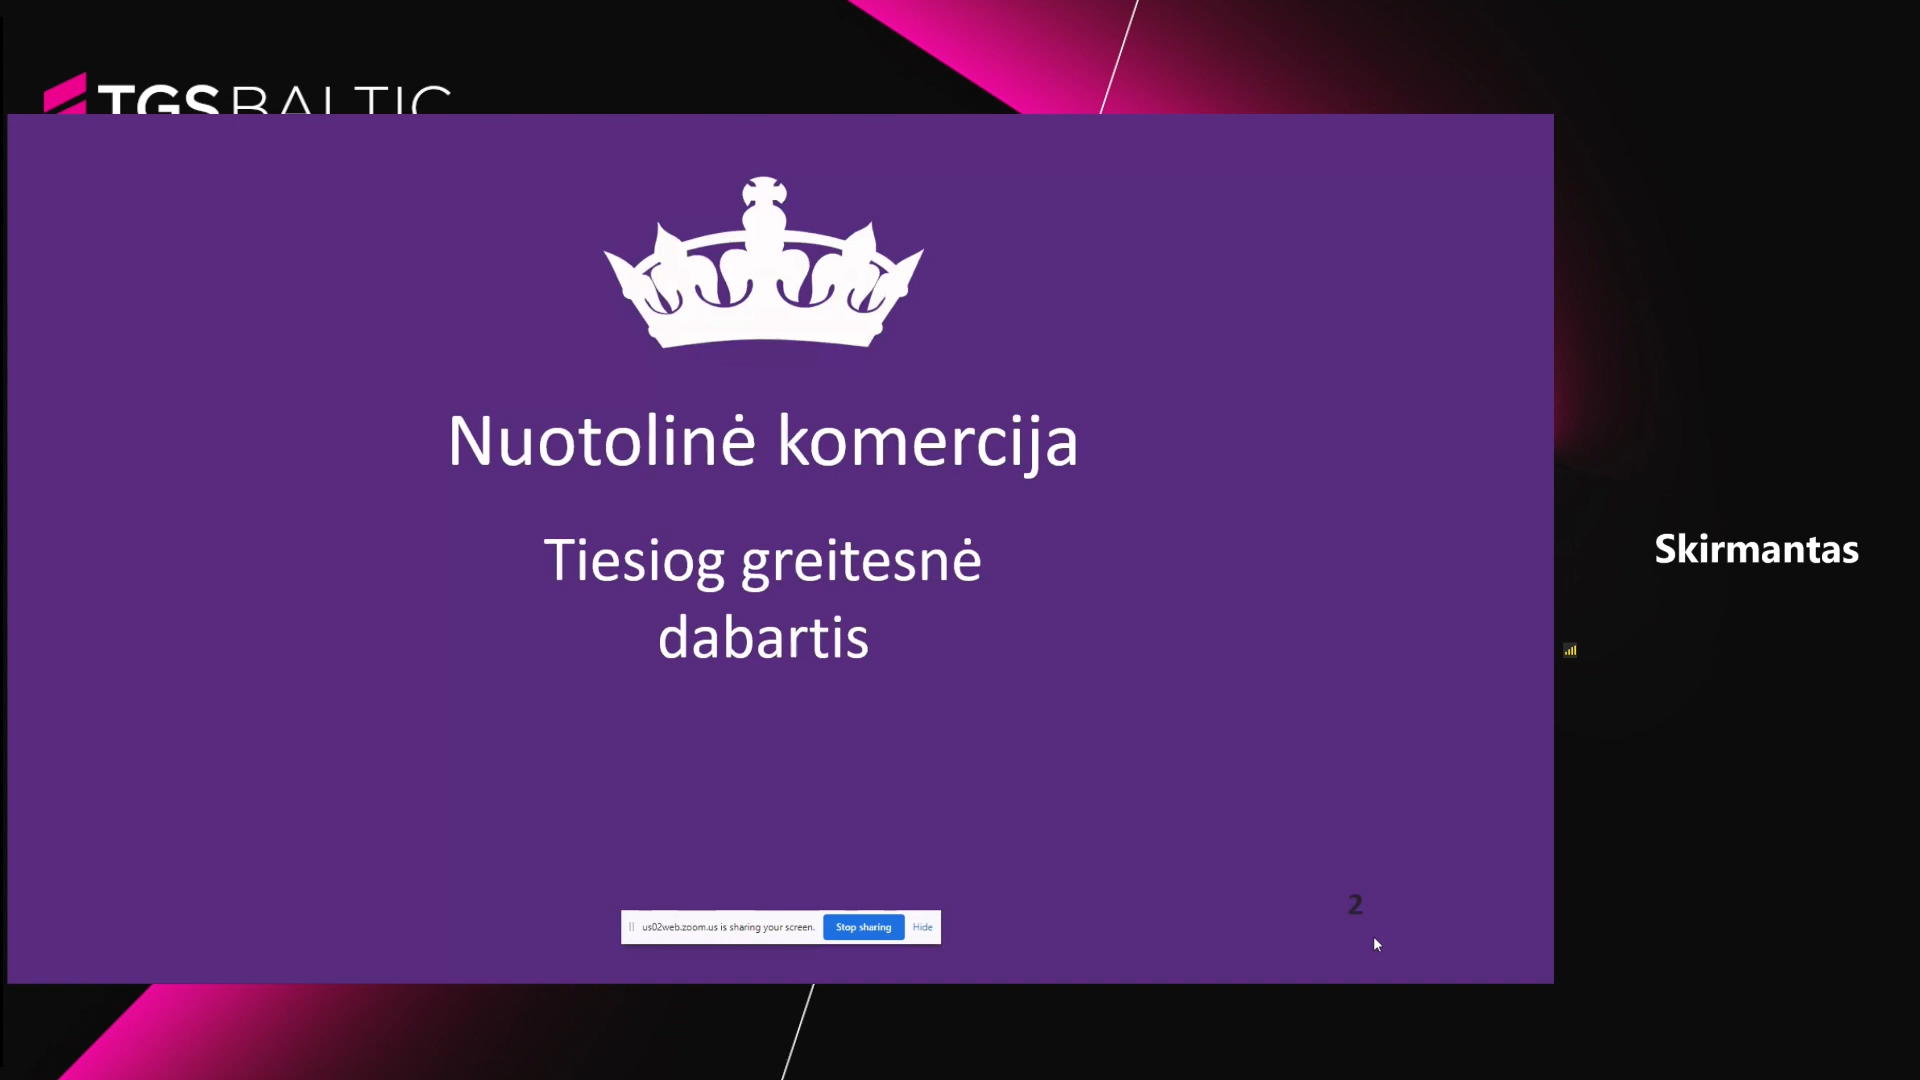 TGS BALTIC
Nuotolinė komercija
Tiesiog greitesnė
dabartis
Skirmantas
2
us02web.zoom.us is sharing your screen.
Stop sharing
Hide